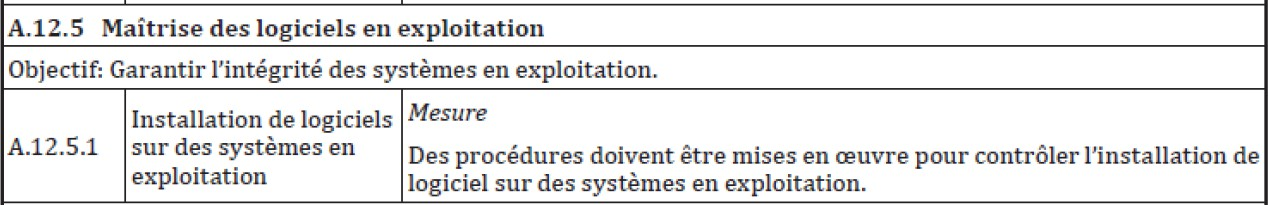 A.12.5 Maîtrise des logiciels en exploitation
Objectif: Garantir l’intégrité des systèmes en exploitation.
A.12.5.1
Installation de logiciels
sur des systèmes en
exploitation
Mesure
Des procédures doivent être mises en œuvre pour contrôler l’installation de
logiciel sur des systèmes en exploitation.